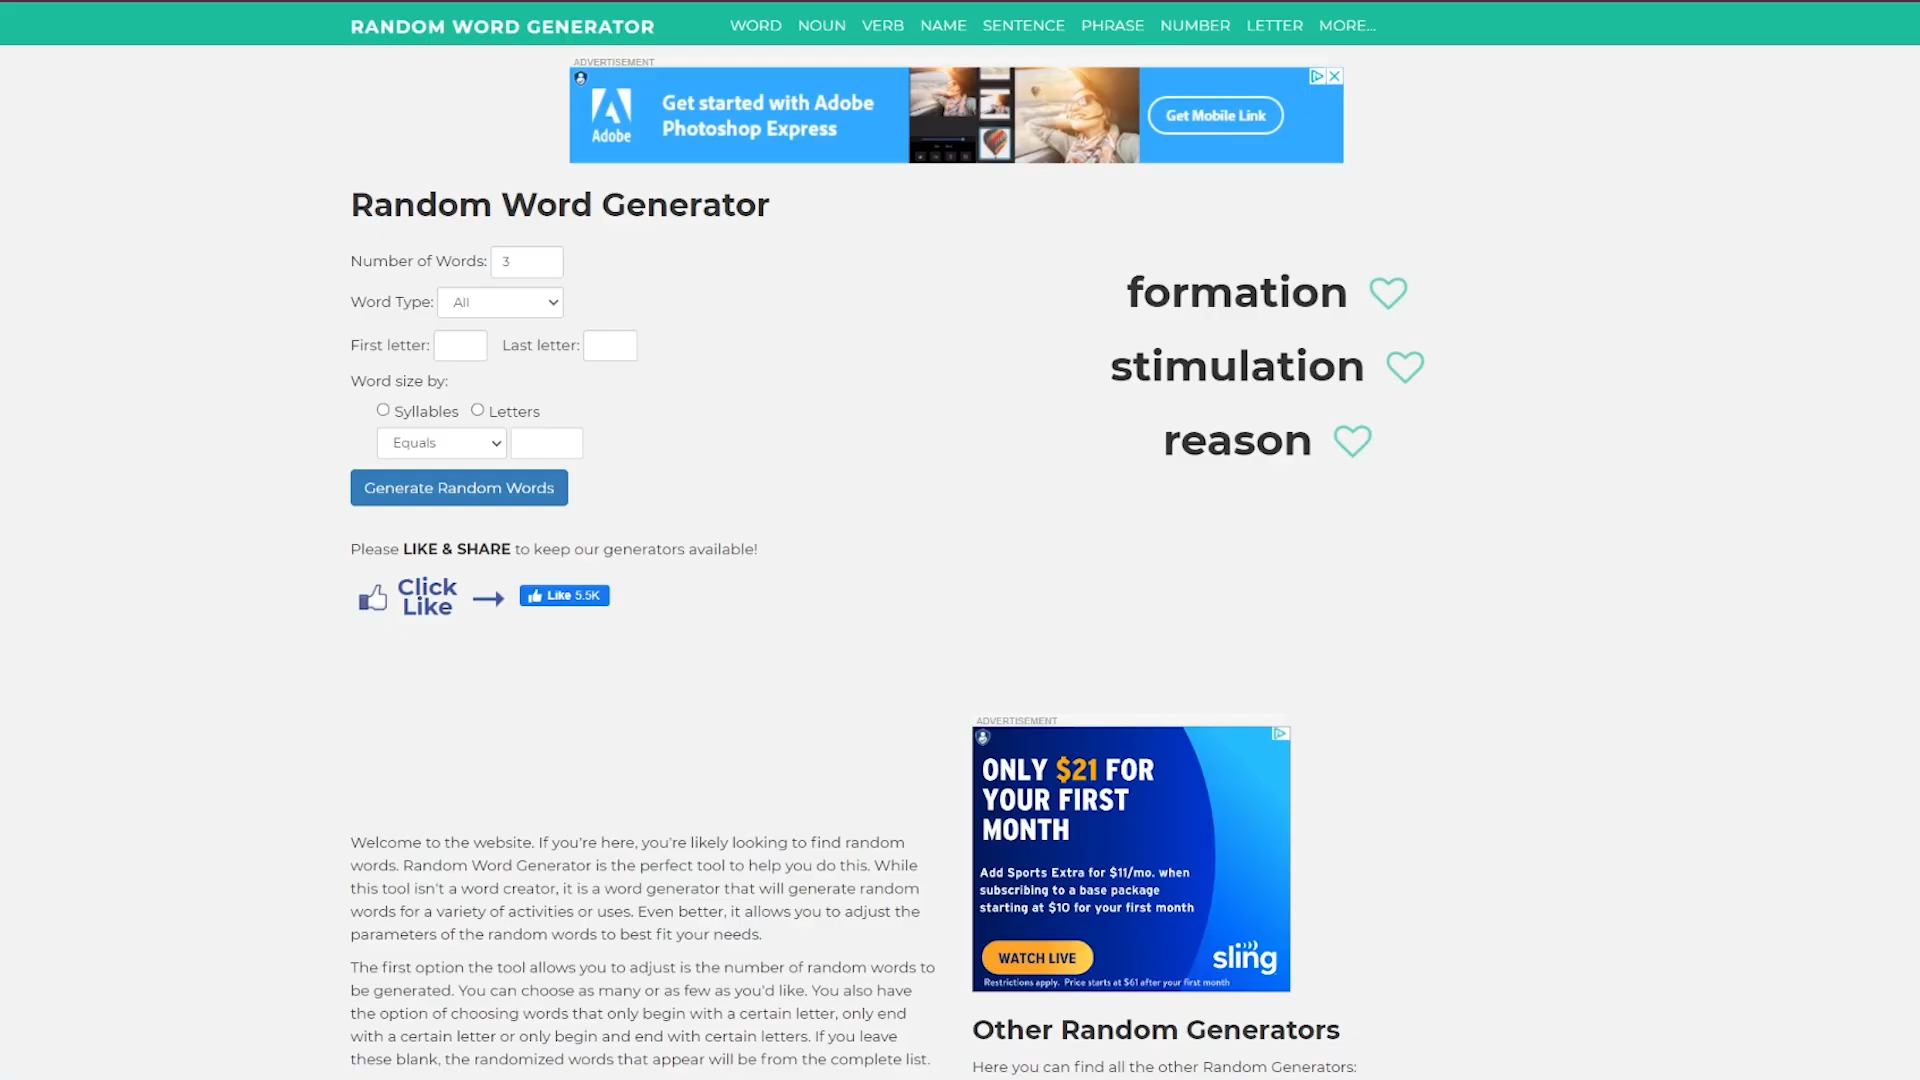 RANDOM WORD GENERATOR
WORD NOUN VERB NAME SENTENCE PHRASE NUMBER LETTER MORE...
ADVERTISEMENT
Get started with Adobe
Photoshop Express
Adobe
Get Mobile Link
Random Word Generator
Number of Words: 3
Word Type: All
First letter: Last letter:
Word size by:
Syllables Letters
Equals
Generate Random Words
formation
stimulation
reason
Please LIKE & SHARE to keep our generators available!
Click
Like
Like 5.5K
Welcome to the website. If you're here, you're likely looking to find random
words. Random Word Generator is the perfect tool to help you do this. While
this tool isn't a word creator, it is a word generator that will generate random
words for a variety of activities or uses. Even better, it allows you to adjust the
parameters of the random words to best fit your needs.
The first option the tool allows you to adjust is the number of random words to
be generated. You can choose as many or as few as you'd like. You also have
the option of choosing words that only begin with a certain letter, only end
with a certain letter or only begin and end with certain letters. If you leave
these blank, the randomized words that appear will be from the complete list.
ADVERTISEMENT
ONLY $21 FOR
YOUR FIRST
MONTH
Add Sports Extra for $11/mo. when
subscribing to a base package
starting at $10 for your first month
WATCH LIVE
sling
Restrictions apply. Price starts at $61 after your first month
Other Random Generators
Here you can find all the other Random Generators: